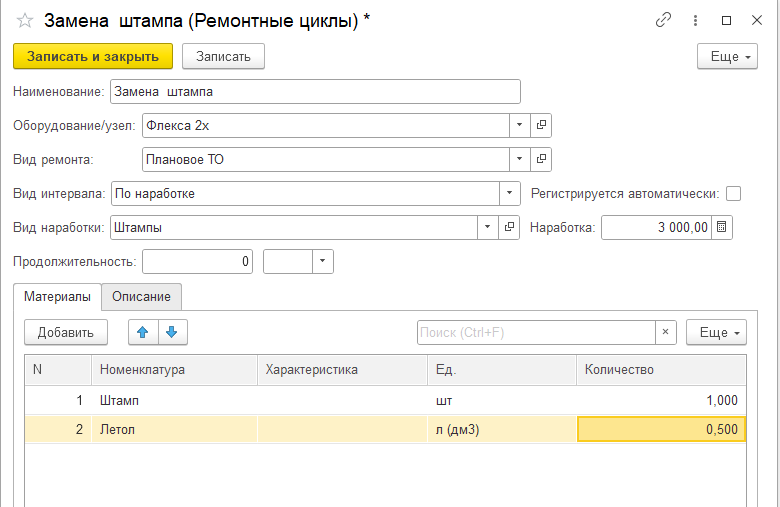 Замена  штампа (Ремонтные циклы) *
Записать и закрыть Записать Еще
Наименование: Замена  штампа
Оборудование/узел: Флекса 2х
Вид ремонта: Плановое ТО
Вид интервала: По наработке Регистрируется автоматически:
Вид наработки: Штампы Наработка: 3 000,00
Продолжительность: 0
Материалы Описание
Добавить Поиск (Ctrl+F) × Еще
N Номенклатура Характеристика Ед. Количество
1 Штамп шт 1,000
2 Летол л (дм3) 0,500